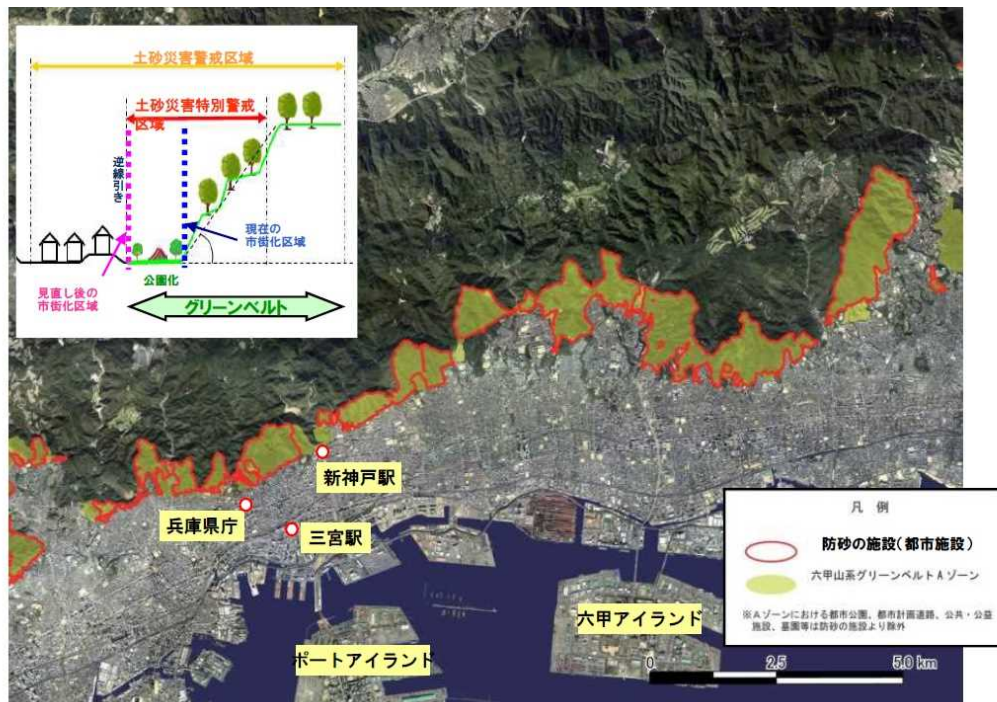 土砂災害警戒区域
土砂災害特別警戒
区域
逆線引き
現在の
市街化区域
公園化
見直し後の
市街化区域
グリーンベルト
新神戸駅
兵庫県庁
三宮駅
六甲アイランド
ポートアイランド
凡 例
防砂の施設(都市施設)
六甲山系グリーンベルトAゾーン
※Aゾーンにおける都市公園、都市計画道路、公共・公益
施設、墓園等は防砂の施設より除外
0 2.5 5.0 km